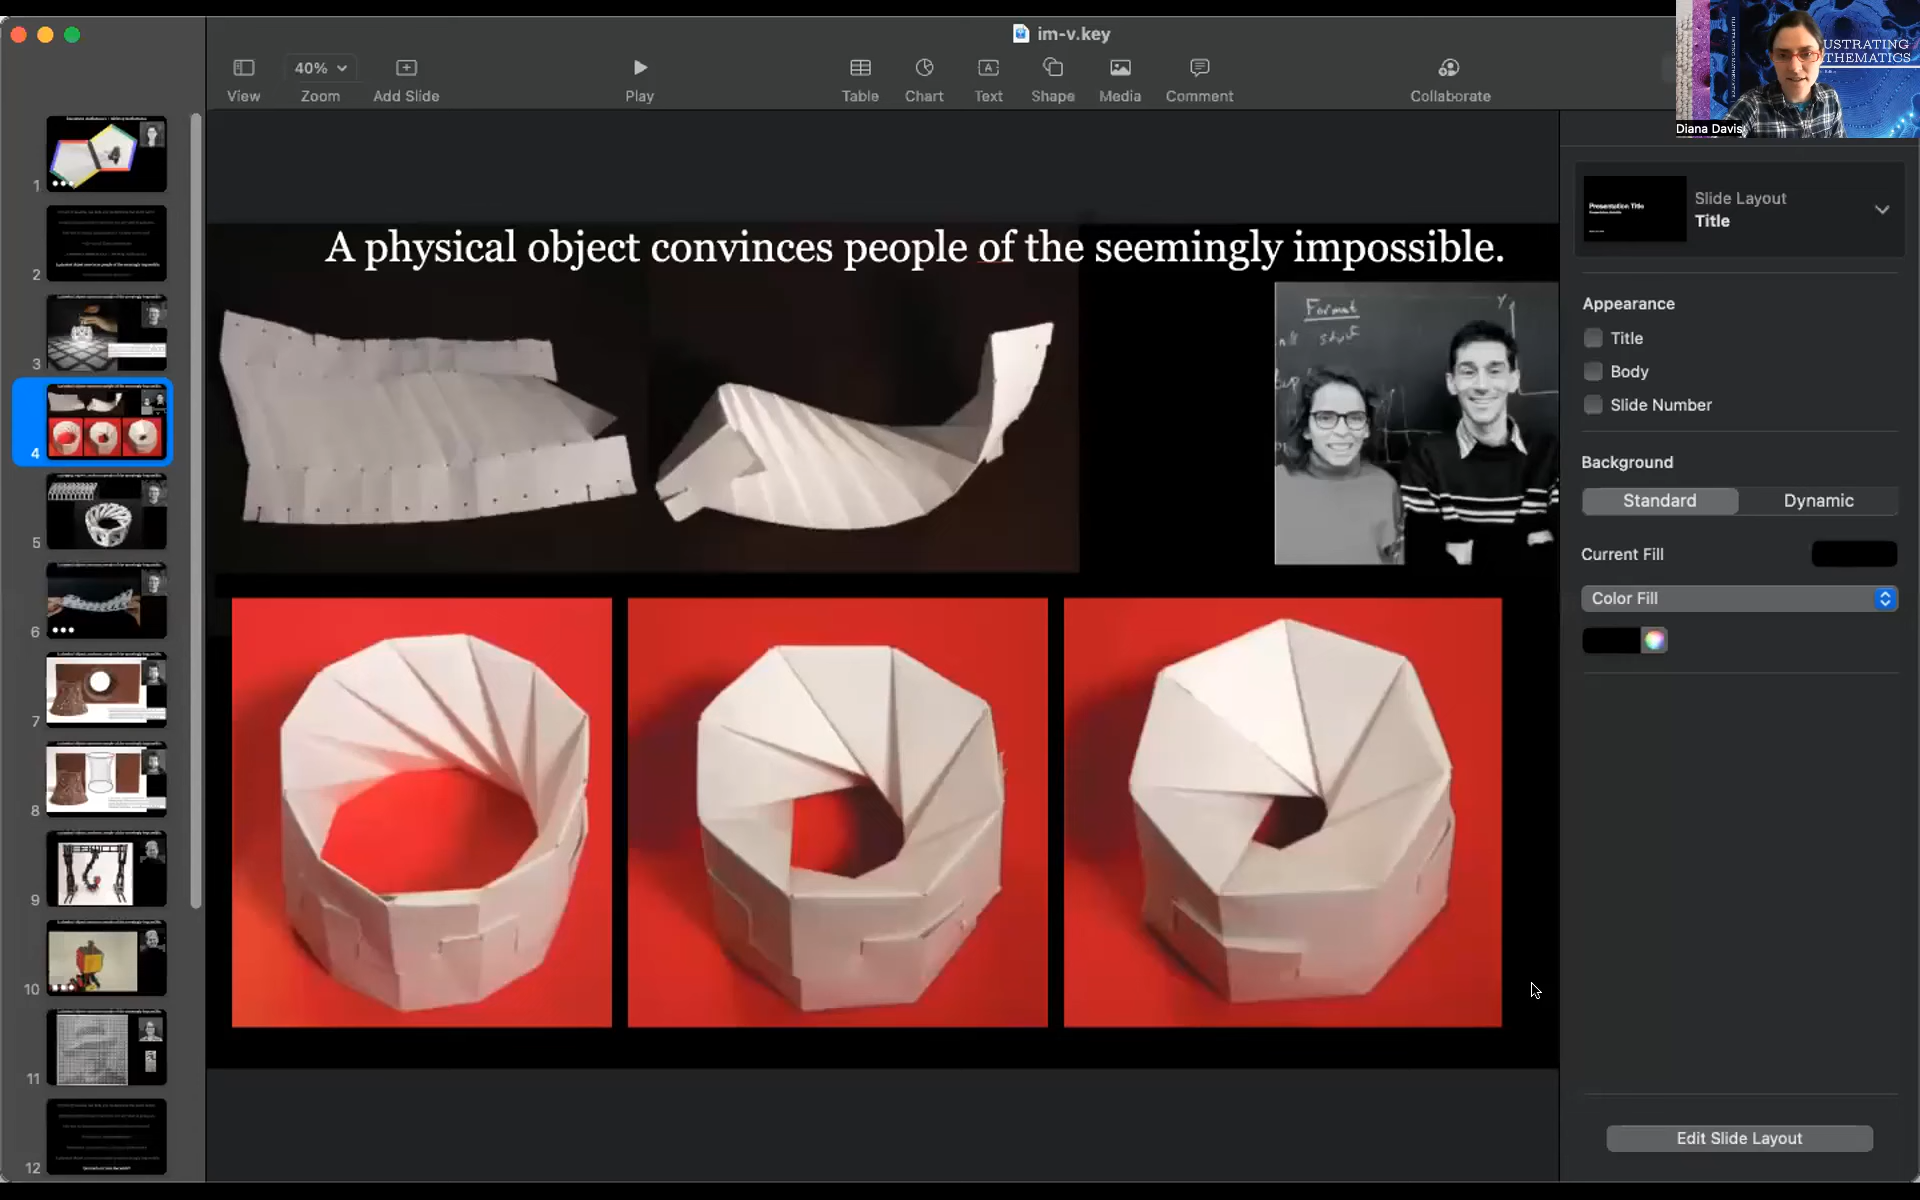 im-v.key
40%
View
Zoom
Add Slide
Play
Table
Chart
Text
Shape
Media
Comment
Collaborate
USTRATING
THEMATICS
Diana Davis
1
2
3
4
5
6
7
8
9
10
11
12
A physical object convinces people of the seemingly impossible.
Format
Y
Slide Layout
Title
Presentation Title
Appearance
Title
Body
Slide Number
Background
Standard
Dynamic
Current Fill
Color Fill
Edit Slide Layout